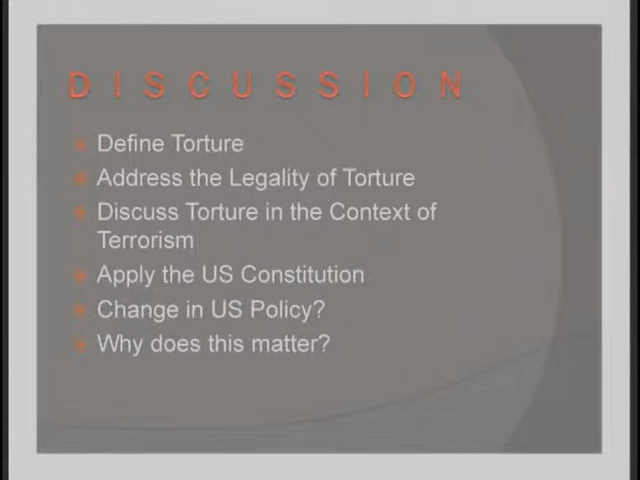 DISCUSSION
Define Torture
Address the Legality of Torture
Discuss Torture in the Context of
Terrorism
Apply the US Constitution
Change in US Policy?
Why does this matter?